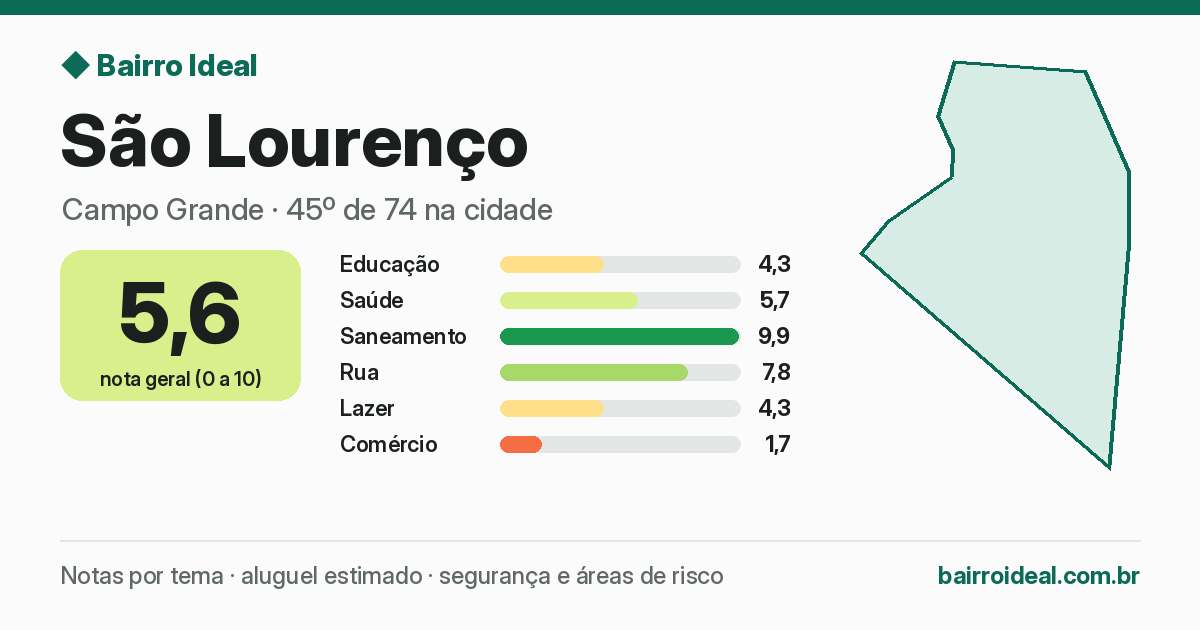 Bairro Ideal
São Lourenço
Campo Grande · 45º de 74 na cidade
5,6
nota geral (0 a 10)
Educação 4,3
Saúde 5,7
Saneamento 9,9
Rua 7,8
Lazer 4,3
Comércio 1,7
Notas por tema · aluguel estimado · segurança e áreas de risco
bairroideal.com.br